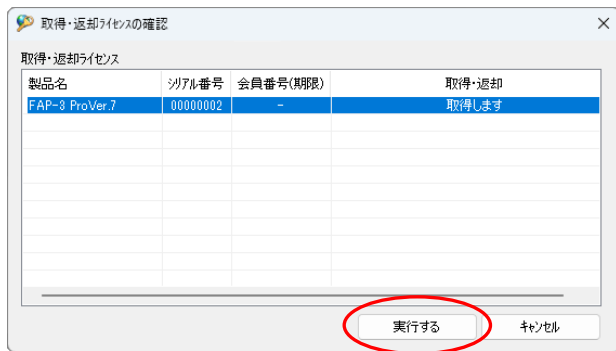 取得・返却ﾗｲｾﾝｽの確認
取得・返却ﾗｲｾﾝｽ
製品名 ｼﾘｱﾙ番号 会員番号(期限) 取得・返却
FAP-3 ProVer.7 00000002 - 取得します
実行する ｷｬﾝｾﾙ